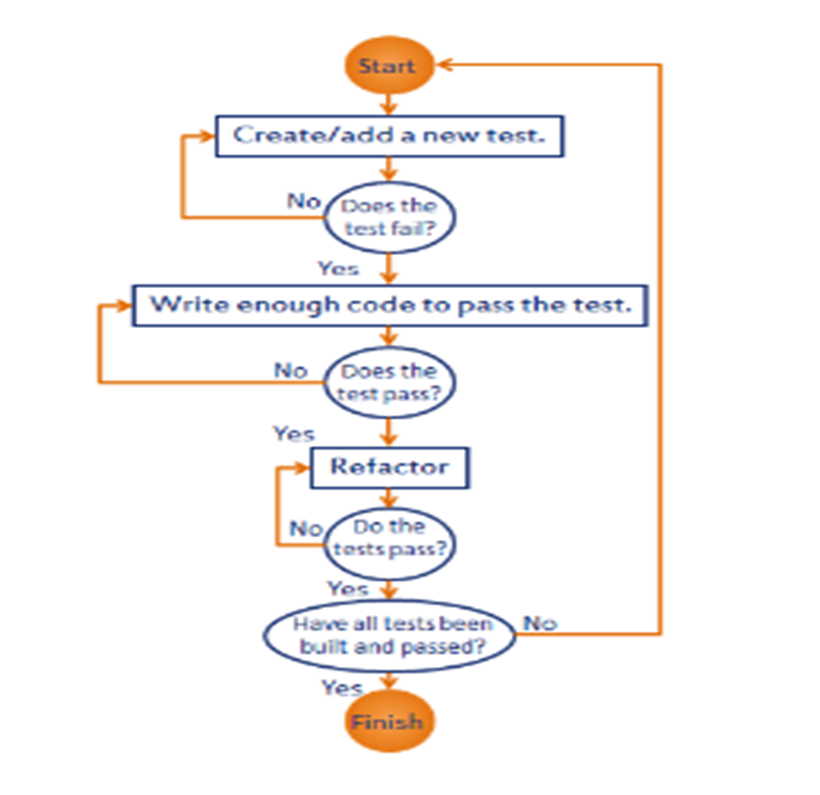 Start
Create/add a new test.
No
Does the
test fail?
Yes
Write enough code to pass the test.
No
Does the
test pass?
Yes
Refactor
No
Do the
tests pass?
Yes
Have all tests been
built and passed?
No
Yes
Finish